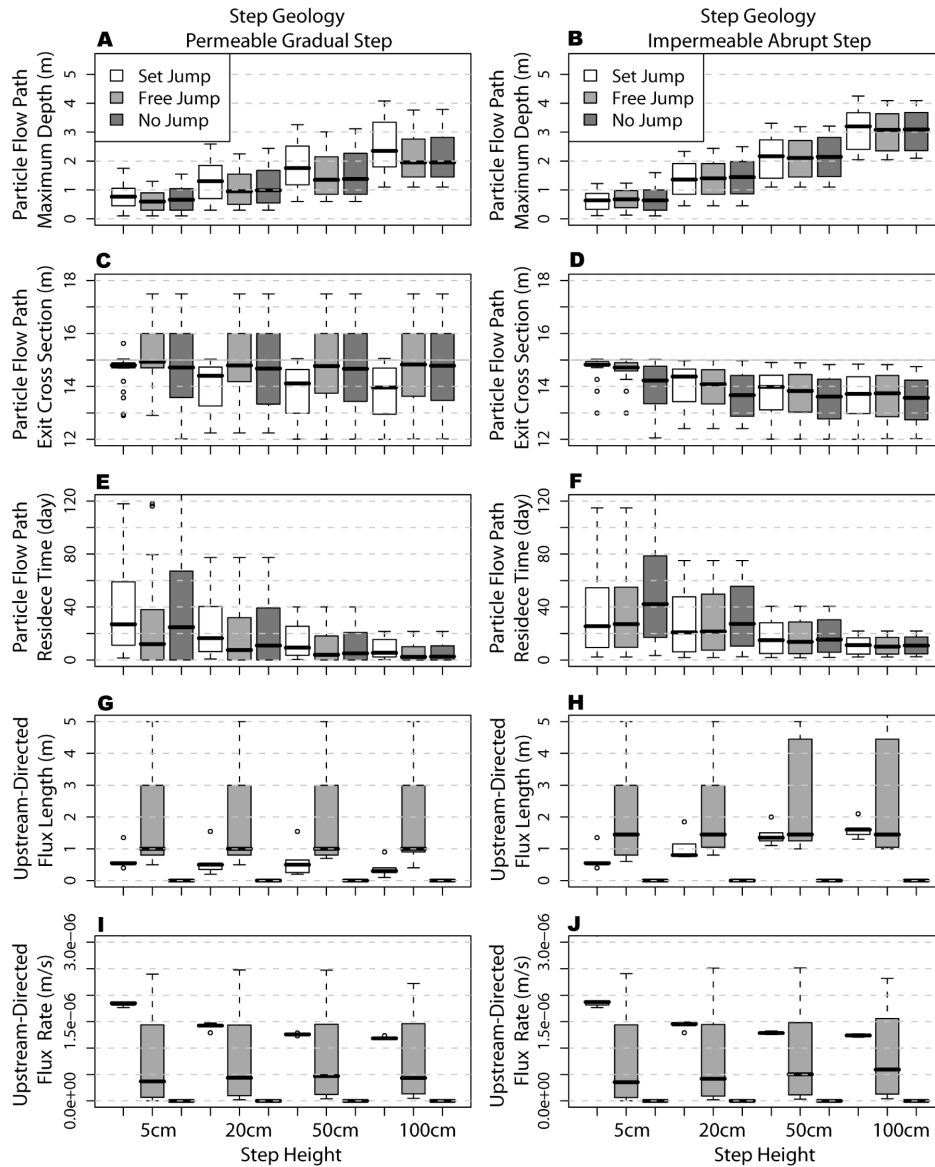 Step Geology
Permeable Gradual Step
Step Geology
Impermeable Abrupt Step
A
Particle Flow Path
Maximum Depth (m)
0 1 2 3 4 5
Set Jump
Free Jump
No Jump
B
Particle Flow Path
Maximum Depth (m)
0 1 2 3 4 5
Set Jump
Free Jump
No Jump
C
Particle Flow Path
Exit Cross Section (m)
12 14 16 18
D
Particle Flow Path
Exit Cross Section (m)
12 14 16 18
E
Particle Flow Path
Residece Time (day)
0 40 80 120
F
Particle Flow Path
Residece Time (day)
0 40 80 120
G
Upstream-Directed
Flux Length (m)
0 1 2 3 4 5
H
Upstream-Directed
Flux Length (m)
0 1 2 3 4 5
I
Upstream-Directed
Flux Rate (m/s)
0.0e+00 1.5e-06 3.0e-06
J
Upstream-Directed
Flux Rate (m/s)
0.0e+00 1.5e-06 3.0e-06
5cm 20cm 50cm 100cm
Step Height
5cm 20cm 50cm 100cm
Step Height